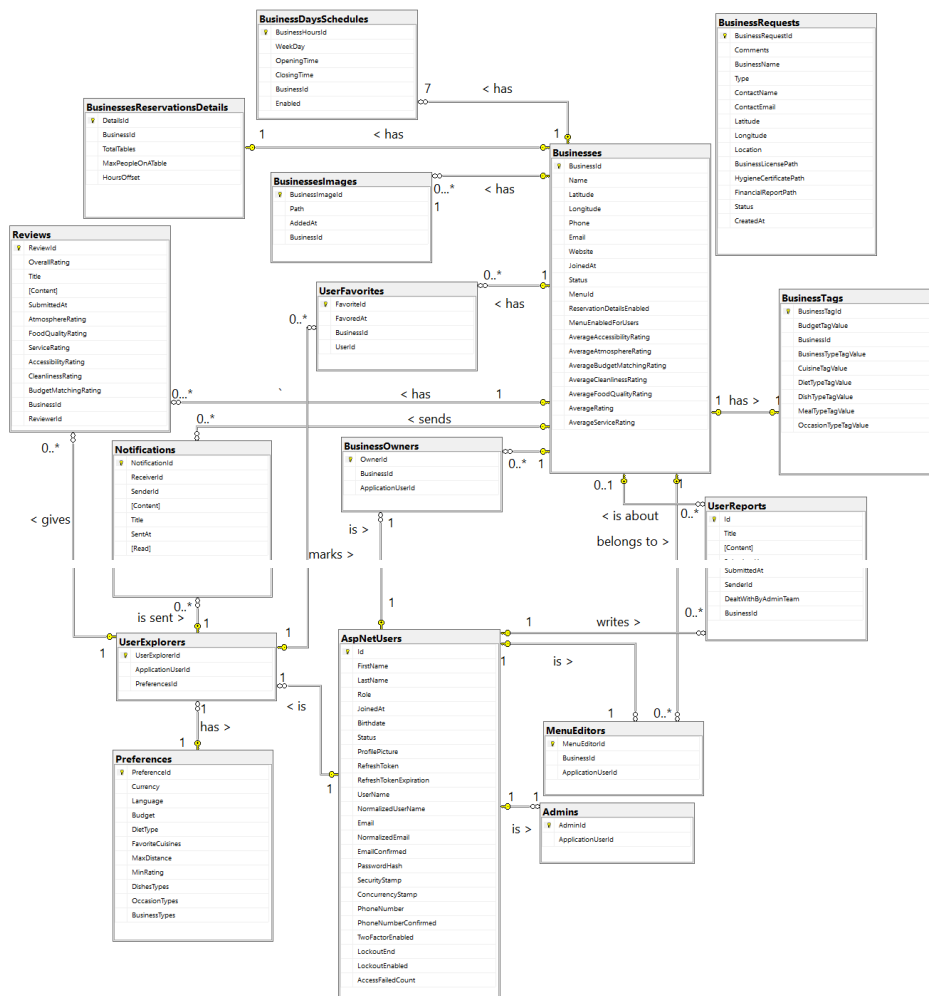 BusinessDaysSchedules
BusinessHoursId
WeekDay
OpeningTime
ClosingTime
BusinessId
Enabled
7
< has
BusinessRequests
BusinessRequestId
Comments
BusinessName
Type
ContactName
ContactEmail
Latitude
Longitude
Location
BusinessLicensePath
HygieneCertificatePath
FinancialReportPath
Status
CreatedAt
BusinessesReservationsDetails
DetailsId
BusinessId
TotalTables
MaxPeopleOnATable
HoursOffset
1
< has
1
Businesses
BusinessId
Name
Latitude
Longitude
Phone
Email
Website
JoinedAt
Status
MenuId
ReservationDetailsEnabled
MenuEnabledForUsers
AverageAccessibilityRating
AverageAtmosphereRating
AverageBudgetMatchingRating
AverageCleanlinessRating
AverageFoodQualityRating
AverageRating
AverageServiceRating
BusinessesImages
BusinessImageId
Path
AddedAt
BusinessId
0...*
< has
1
Reviews
ReviewId
OverallRating
Title
[Content]
SubmittedAt
AtmosphereRating
FoodQualityRating
ServiceRating
AccessibilityRating
CleanlinessRating
BudgetMatchingRating
BusinessId
ReviewerId
UserFavorites
FavoriteId
FavoredAt
BusinessId
UserId
0..*
1
< has
0..*
BusinessTags
BusinessTagId
BudgetTagValue
BusinessId
BusinessTypeTagValue
CuisineTagValue
DietTypeTagValue
DishTypeTagValue
MealTypeTagValue
OccasionTypeTagValue
1 has > 1
0...*
`
< has
1
0..*
< sends
0..*
Notifications
NotificationId
ReceiverId
SenderId
[Content]
Title
SentAt
[Read]
BusinessOwners
OwnerId
BusinessId
ApplicationUserId
0..*
1
0..1
1
< is about
0..*
belongs to >
UserReports
Id
Title
[Content]
SubmittedAt
SenderId
DealtWithByAdminTeam
BusinessId
< gives
is >
1
marks >
1
0..*
is sent >
1
1
1
UserExplorers
UserExplorerId
ApplicationUserId
PreferencesId
1
< is
1
AspNetUsers
Id
FirstName
LastName
Role
JoinedAt
Birthdate
Status
ProfilePicture
RefreshToken
RefreshTokenExpiration
UserName
NormalizedUserName
Email
NormalizedEmail
EmailConfirmed
PasswordHash
SecurityStamp
ConcurrencyStamp
PhoneNumber
PhoneNumberConfirmed
TwoFactorEnabled
LockoutEnd
LockoutEnabled
AccessFailedCount
1
writes >
0..*
1
is >
1
0..*
MenuEditors
MenuEditorId
BusinessId
ApplicationUserId
1
has >
1
Preferences
PreferenceId
Currency
Language
Budget
DietType
FavoriteCuisines
MaxDistance
MinRating
DishesTypes
OccasionTypes
BusinessTypes
1
1
is >
Admins
AdminId
ApplicationUserId